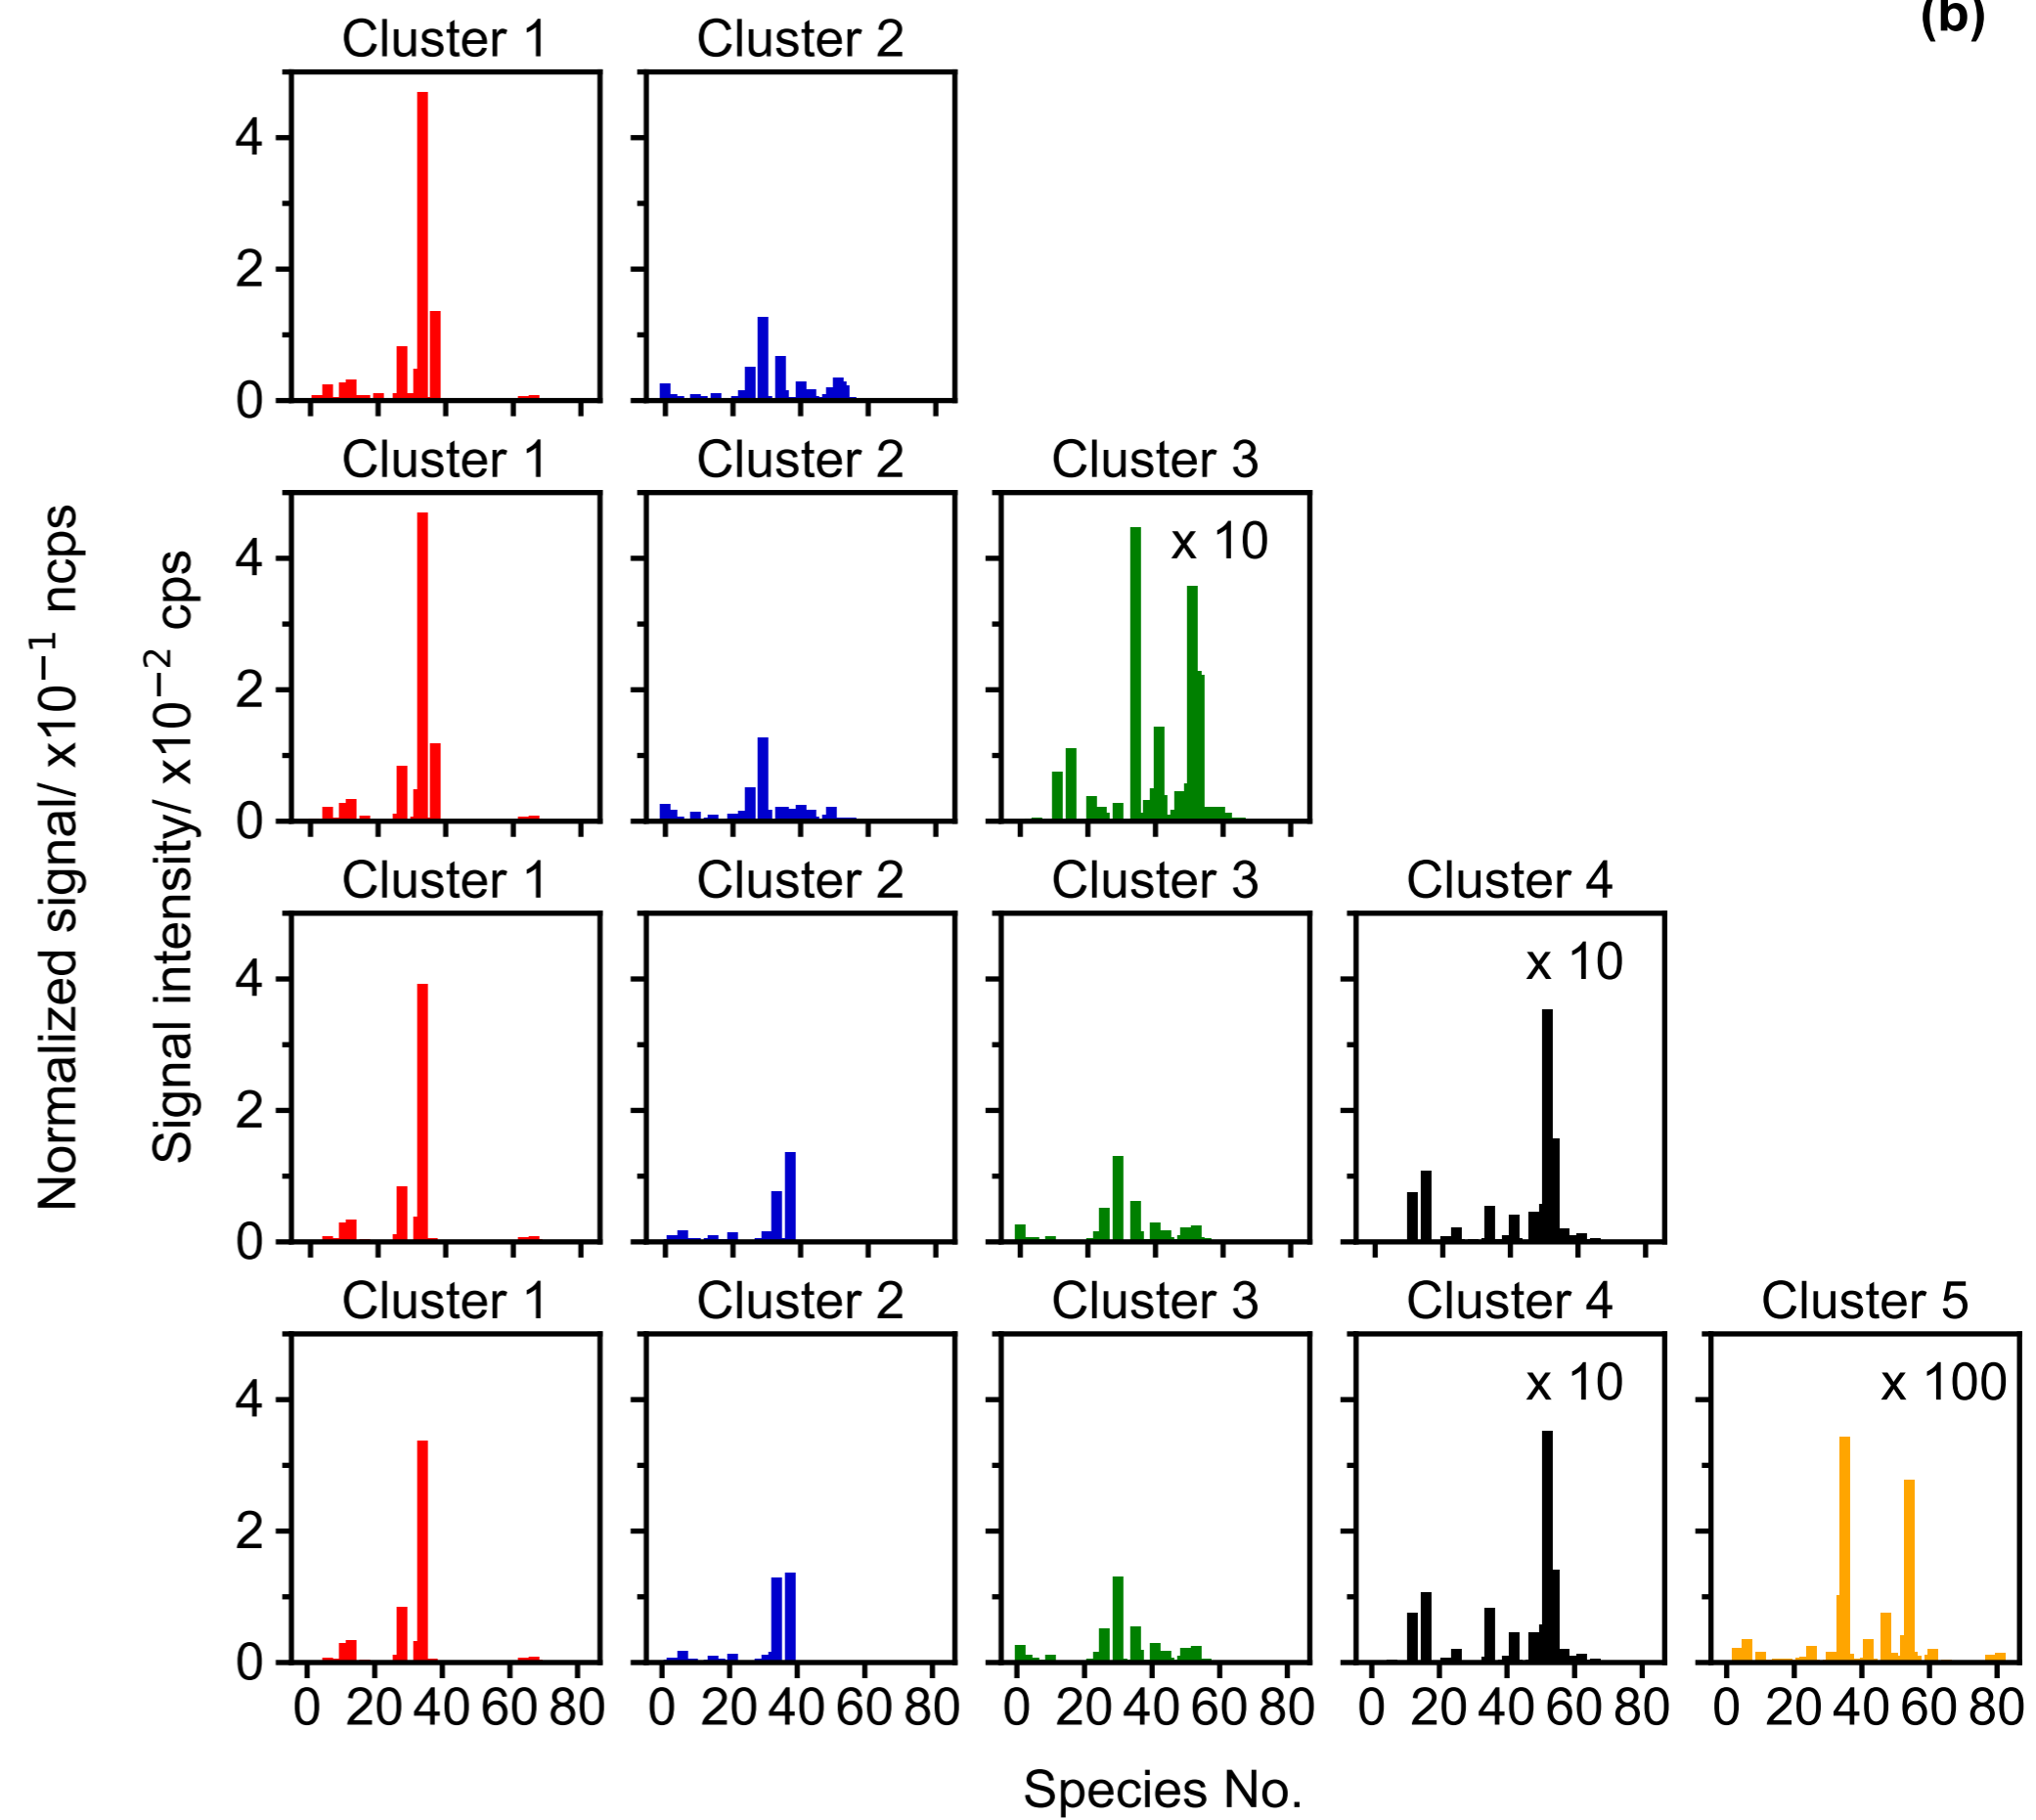 (b)
Cluster 1 Cluster 2
4
2
0
Cluster 1 Cluster 2 Cluster 3
x 10
4
2
0
Cluster 1 Cluster 2 Cluster 3 Cluster 4
x 10
4
2
0
Cluster 1 Cluster 2 Cluster 3 Cluster 4 Cluster 5
x 10 x 100
4
2
0
0 20 40 60 80 0 20 40 60 80 0 20 40 60 80 0 20 40 60 80 0 20 40 60 80
Species No.
Normalized signal/ x10⁻¹ ncps
Signal intensity/ x10⁻² cps